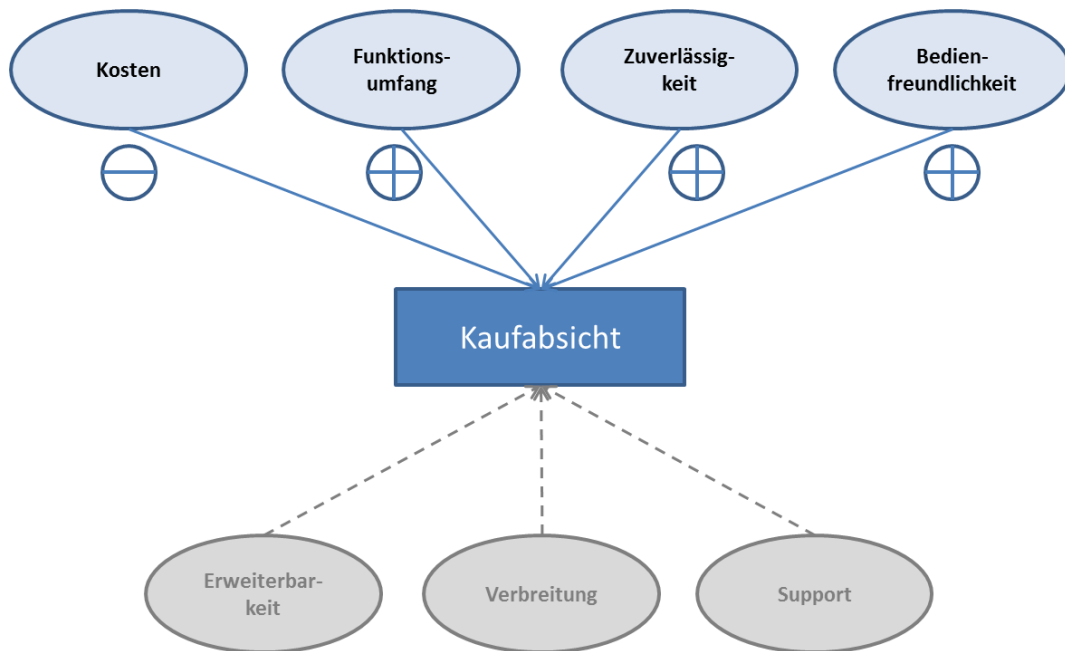 Kosten
Funktions-
umfang
Zuverlässig-
keit
Bedien-
freundlichkeit
Kaufabsicht
Erweiterbar-
keit
Verbreitung
Support